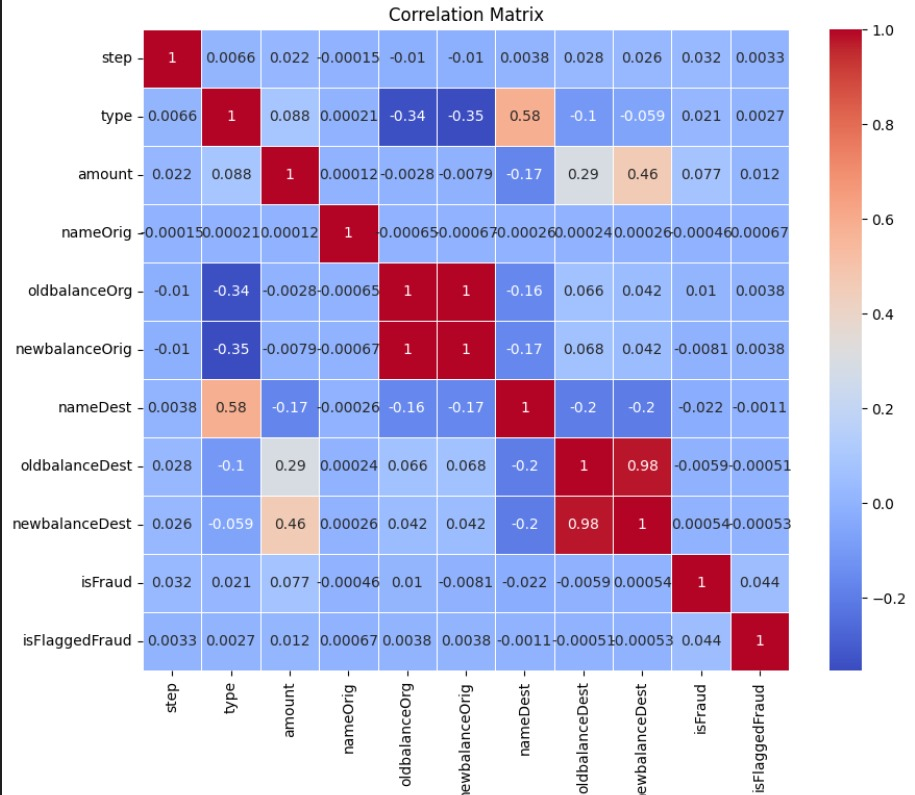 Correlation Matrix
step 1 0.0066 0.022 -0.00015 -0.01 -0.01 0.0038 0.028 0.026 0.032 0.0033
type 0.0066 1 0.088 0.00021 -0.34 -0.35 0.58 -0.1 -0.059 0.021 0.0027
amount 0.022 0.088 1 0.00012 -0.0028 -0.0079 -0.17 0.29 0.46 0.077 0.012
nameOrig -0.00015 0.00021 0.00012 1 -0.00065 -0.00067 -0.00026 0.00024 0.00026 -0.00046 0.00067
oldbalanceOrg -0.01 -0.34 -0.0028 -0.00065 1 1 -0.16 0.066 0.042 0.01 0.0038
newbalanceOrig -0.01 -0.35 -0.0079 -0.00067 1 1 -0.17 0.068 0.042 -0.0081 0.0038
nameDest 0.0038 0.58 -0.17 -0.00026 -0.16 -0.17 1 -0.2 -0.2 -0.022 -0.0011
oldbalanceDest 0.028 -0.1 0.29 0.00024 0.066 0.068 -0.2 1 0.98 -0.0059 -0.00051
newbalanceDest 0.026 -0.059 0.46 0.00026 0.042 0.042 -0.2 0.98 1 0.00054 -0.00053
isFraud 0.032 0.021 0.077 -0.00046 0.01 -0.0081 -0.022 -0.0059 0.00054 1 0.044
isFlaggedFraud 0.0033 0.0027 0.012 0.00067 0.0038 0.0038 -0.0011 -0.00051 -0.00053 0.044 1
step
type
amount
nameOrig
oldbalanceOrg
ewbalanceOrig
nameDest
oldbalanceDest
ewbalanceDest
isFraud
isFlaggedFraud
1.0
0.8
0.6
0.4
0.2
0.0
−0.2